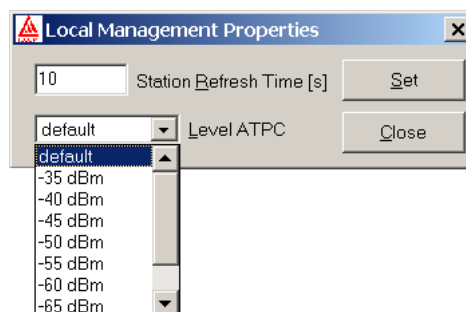 Local Management Properties
10 Station Refresh Time [s] Set
default Level ATPC Close
default
-35 dBm
-40 dBm
-45 dBm
-50 dBm
-55 dBm
-60 dBm
-65 dBm